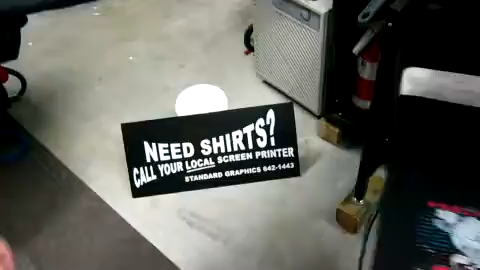 NEED SHIRTS?
CALL YOUR LOCAL SCREEN PRINTER
STANDARD GRAPHICS 642-1443